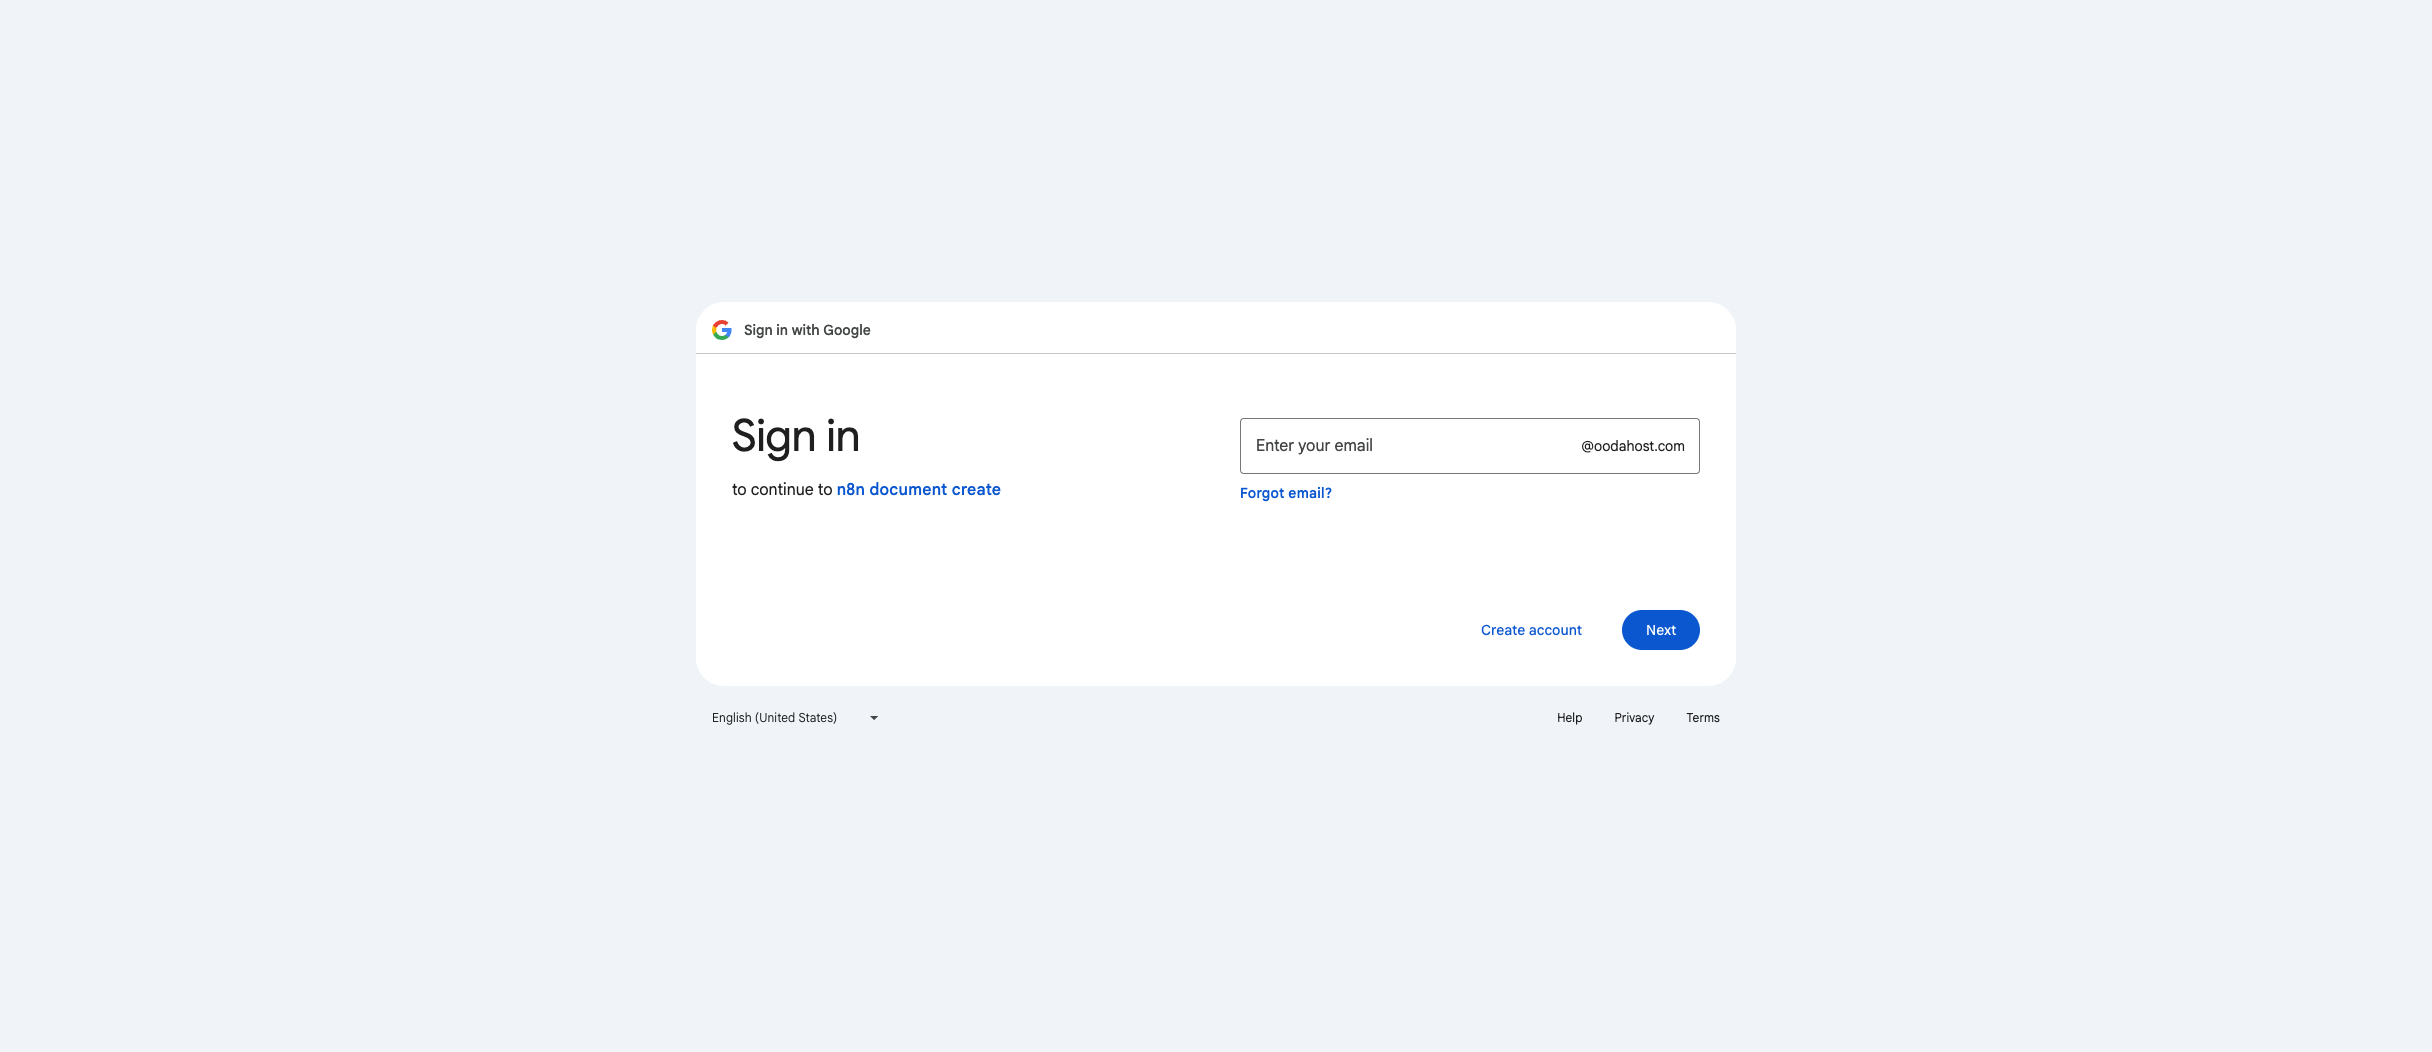 Sign in with Google
Sign in
to continue to n8n document create
Enter your email
@oodahost.com
Forgot email?
Create account
Next
English (United States)
Help
Privacy
Terms